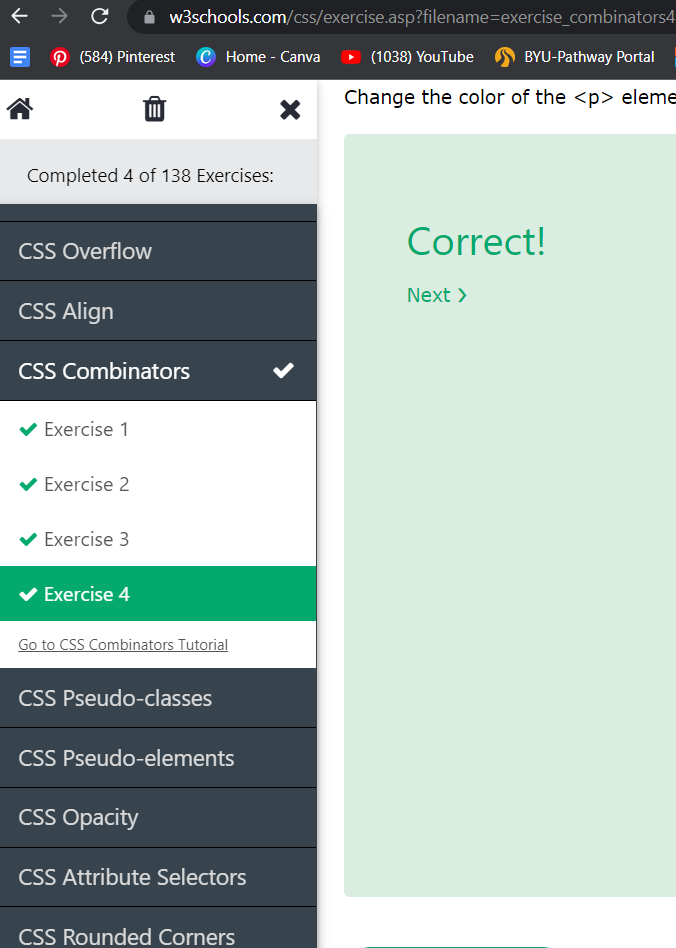 w3schools.com/css/exercise.asp?filename=exercise_combinators4
(584) Pinterest
Home - Canva
(1038) YouTube
BYU-Pathway Portal
Change the color of the <p> eleme
Completed 4 of 138 Exercises:
CSS Overflow
CSS Align
CSS Combinators
Exercise 1
Exercise 2
Exercise 3
Exercise 4
Go to CSS Combinators Tutorial
CSS Pseudo-classes
CSS Pseudo-elements
CSS Opacity
CSS Attribute Selectors
CSS Rounded Corners
Correct!
Next ❯